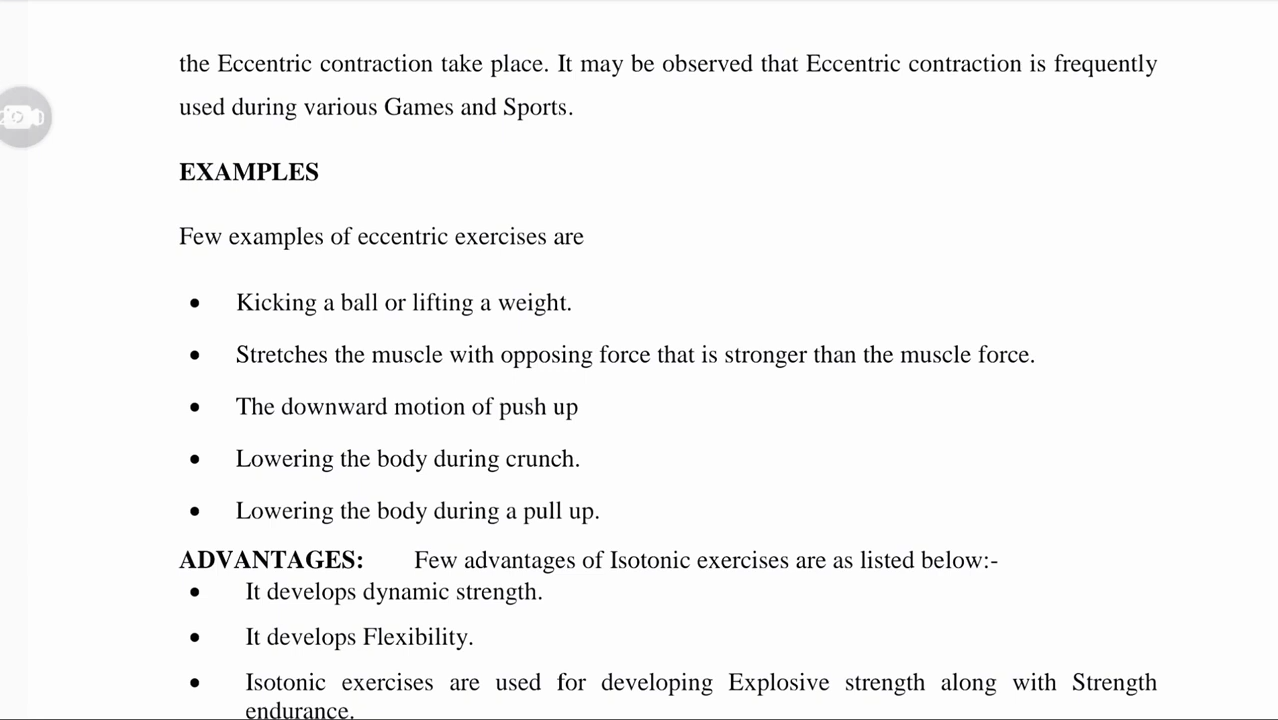 the Eccentric contraction take place. It may be observed that Eccentric contraction is frequently
used during various Games and Sports.
EXAMPLES
Few examples of eccentric exercises are
• Kicking a ball or lifting a weight.
• Stretches the muscle with opposing force that is stronger than the muscle force.
• The downward motion of push up
• Lowering the body during crunch.
• Lowering the body during a pull up.
ADVANTAGES: Few advantages of Isotonic exercises are as listed below:-
• It develops dynamic strength.
• It develops Flexibility.
• Isotonic exercises are used for developing Explosive strength along with Strength
endurance.